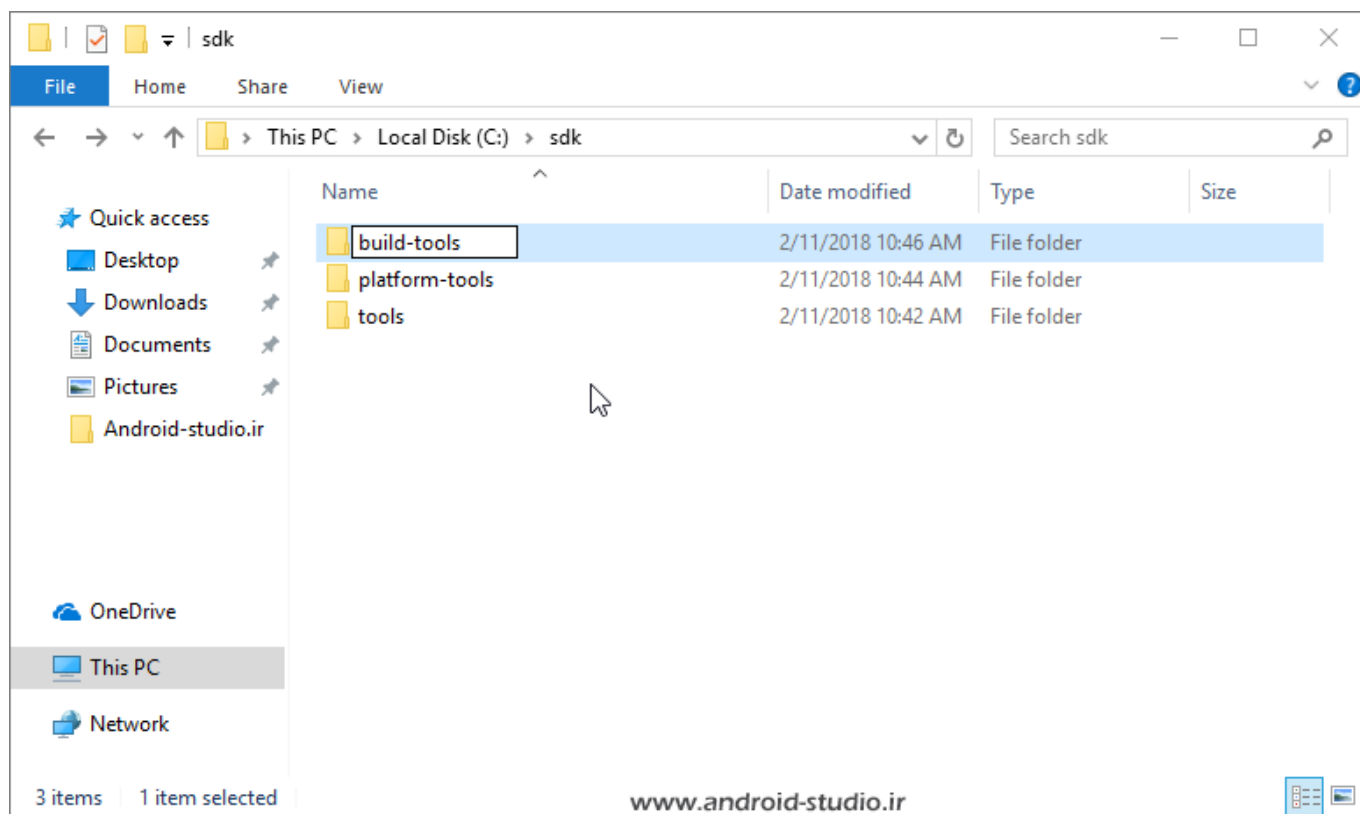 sdk
File Home Share View
This PC Local Disk (C:) sdk Search sdk
Name Date modified Type Size
Quick access
Desktop
Downloads
Documents
Pictures
Android-studio.ir
OneDrive
This PC
Network
build-tools 2/11/2018 10:46 AM File folder
platform-tools 2/11/2018 10:44 AM File folder
tools 2/11/2018 10:42 AM File folder
3 items 1 item selected
www.android-studio.ir